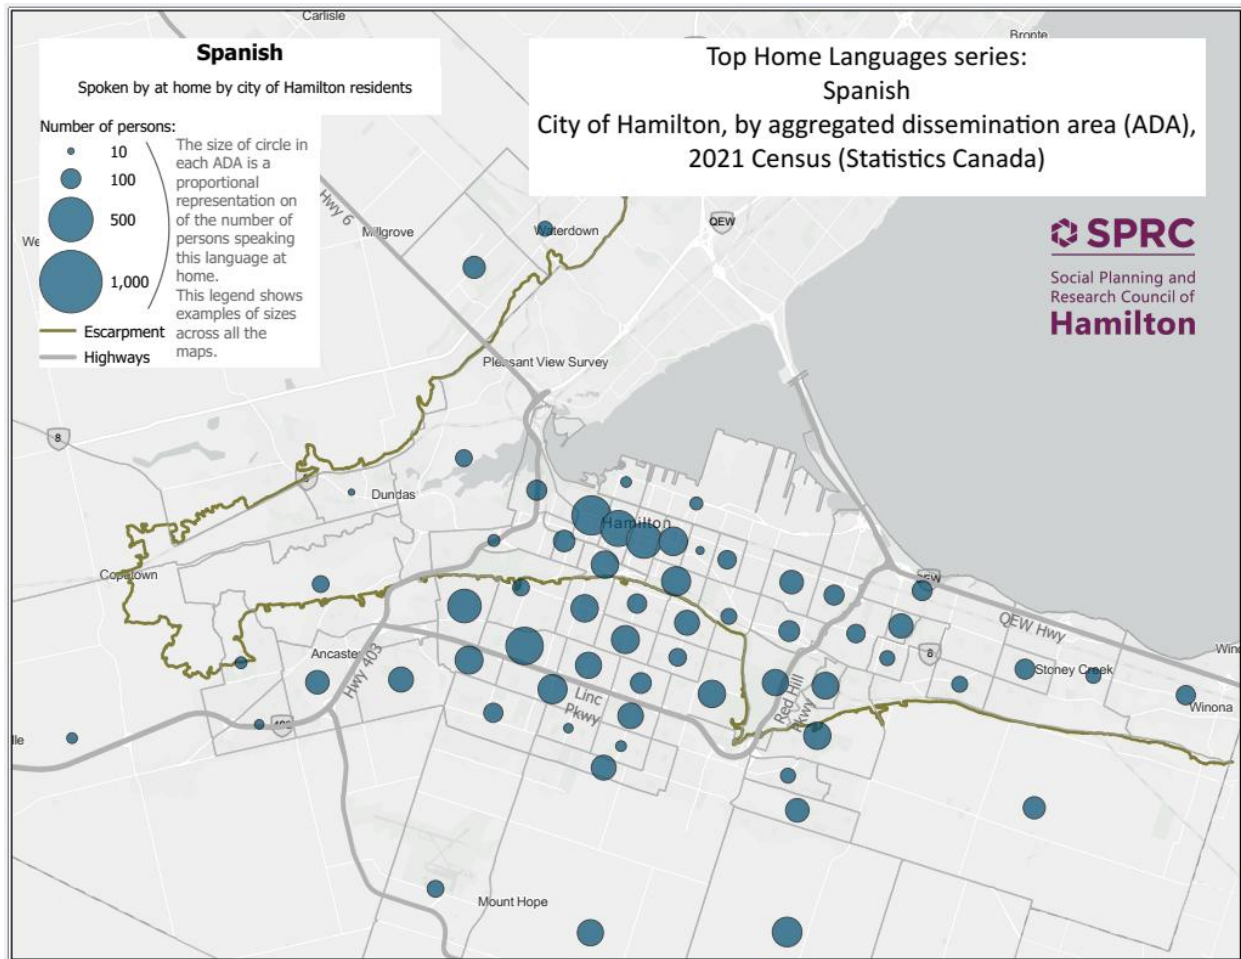 Carlisle
Bronte
Spanish
Spoken by at home by city of Hamilton residents
Number of persons:
10
100
500
1,000
The size of circle in
each ADA is a
proportional
representation on
of the number of
persons speaking
this language at
home.
This legend shows
examples of sizes
across all the
maps.
Escarpment
Highways
Top Home Languages series:
Spanish
City of Hamilton, by aggregated dissemination area (ADA),
2021 Census (Statistics Canada)
SPRC
Social Planning and
Research Council of
Hamilton
Hwy 6
Millgrove
Waterdown
QEW
We
Pleasant View Survey
8
Dundas
Hamilton
Copetown
QEW
QEW Hwy
Ancaster
Hwy 403
8
Stoney Creek
Wind
Linc
Pkwy
Red Hill
Pkwy
Winona
403
lle
Mount Hope